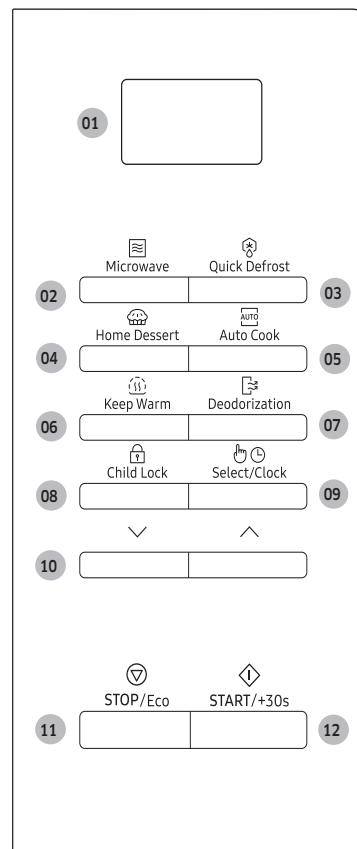 01
Microwave Quick Defrost
02 03
AUTO
Home Dessert Auto Cook
04 05
Keep Warm Deodorization
06 07
Child Lock Select/Clock
08 09
10
STOP/Eco START/+30s
11 12